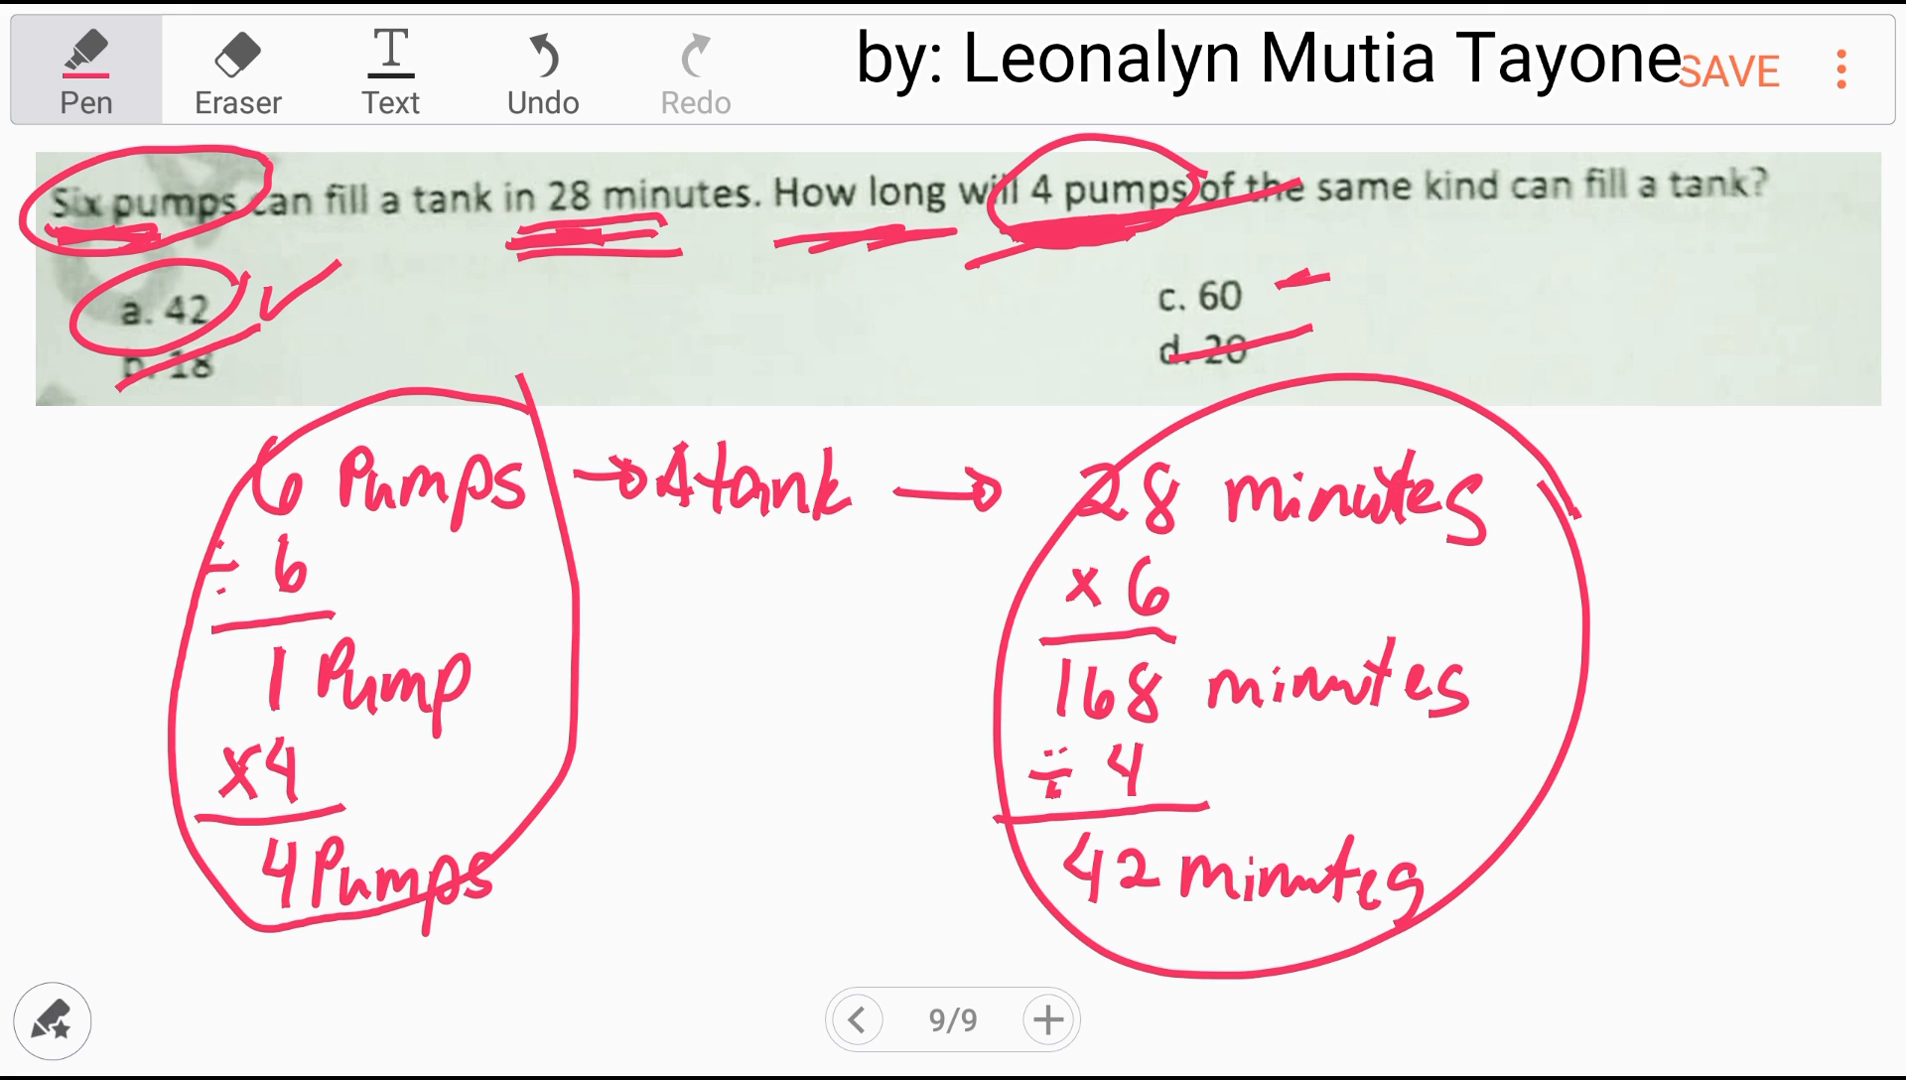 Pen
Eraser
Text
Undo
Redo
by: Leonalyn Mutia Tayone
SAVE
Six pumps can fill a tank in 28 minutes. How long will 4 pumps of the same kind can fill a tank?
a. 42
b. 18
c. 60
d. 20
6 Pumps → A tank → 28 minutes
÷ 6
1 Pump
x4
4 Pumps
x 6
168 minutes
÷ 4
42 minutes
9/9